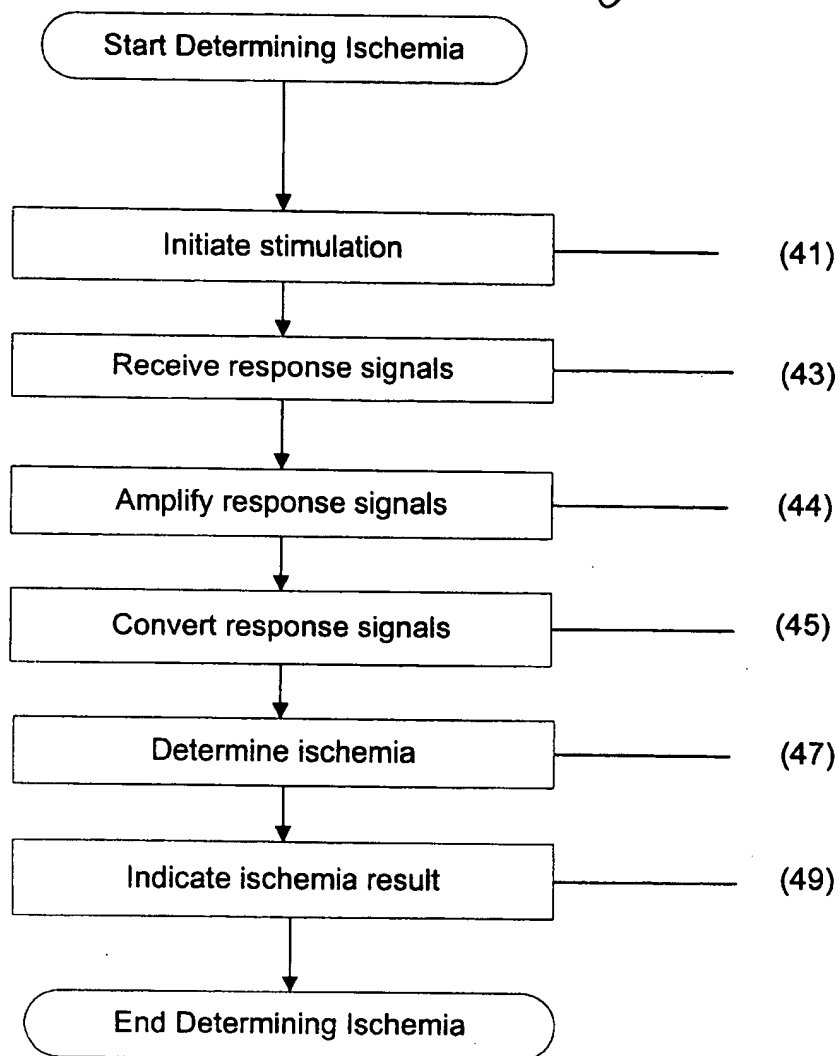 Start Determining Ischemia
Initiate stimulation (41)
Receive response signals (43)
Amplify response signals (44)
Convert response signals (45)
Determine ischemia (47)
Indicate ischemia result (49)
End Determining Ischemia